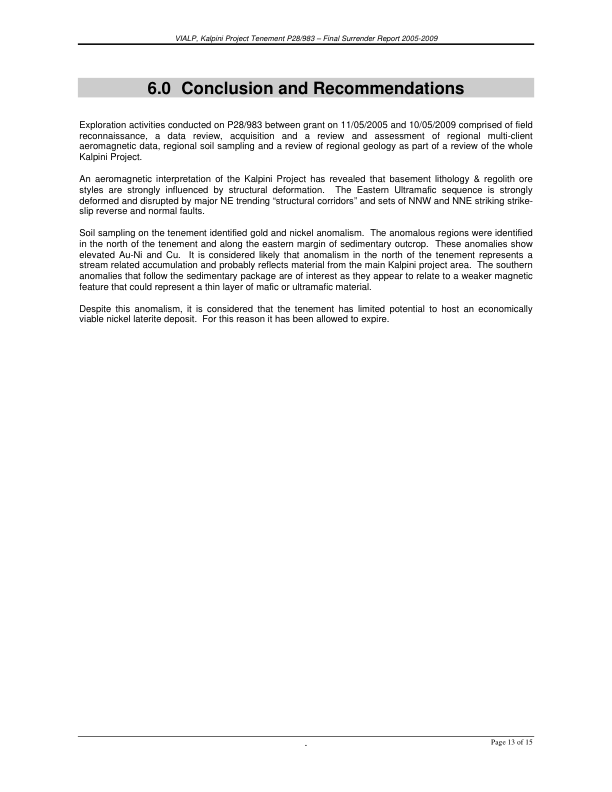 VIALP, Kalpini Project Tenement P28/983 – Final Surrender Report 2005-2009
6.0 Conclusion and Recommendations
Exploration activities conducted on P28/983 between grant on 11/05/2005 and 10/05/2009 comprised of field
reconnaissance, a data review, acquisition and a review and assessment of regional multi-client
aeromagnetic data, regional soil sampling and a review of regional geology as part of a review of the whole
Kalpini Project.
An aeromagnetic interpretation of the Kalpini Project has revealed that basement lithology & regolith ore
styles are strongly influenced by structural deformation. The Eastern Ultramafic sequence is strongly
deformed and disrupted by major NE trending “structural corridors” and sets of NNW and NNE striking strike-
slip reverse and normal faults.
Soil sampling on the tenement identified gold and nickel anomalism. The anomalous regions were identified
in the north of the tenement and along the eastern margin of sedimentary outcrop. These anomalies show
elevated Au-Ni and Cu. It is considered likely that anomalism in the north of the tenement represents a
stream related accumulation and probably reflects material from the main Kalpini project area. The southern
anomalies that follow the sedimentary package are of interest as they appear to relate to a weaker magnetic
feature that could represent a thin layer of mafic or ultramafic material.
Despite this anomalism, it is considered that the tenement has limited potential to host an economically
viable nickel laterite deposit. For this reason it has been allowed to expire.
-
Page 13 of 15